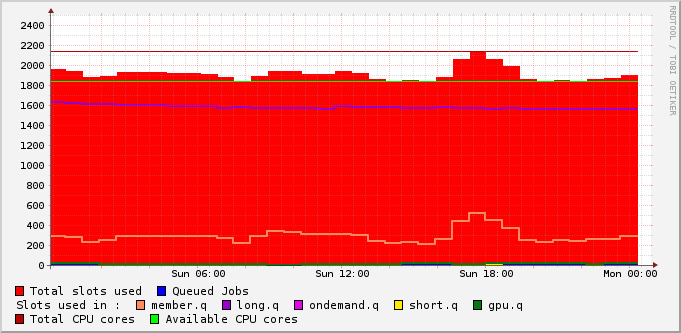 2400
2200
2000
1800
1600
1400
1200
1000
800
600
400
200
0
Sun 06:00 Sun 12:00 Sun 18:00 Mon 00:00
RRDTOOL / TOBI OETIKER
Total slots used Queued Jobs
Slots used in : member.q long.q ondemand.q short.q gpu.q
Total CPU cores Available CPU cores